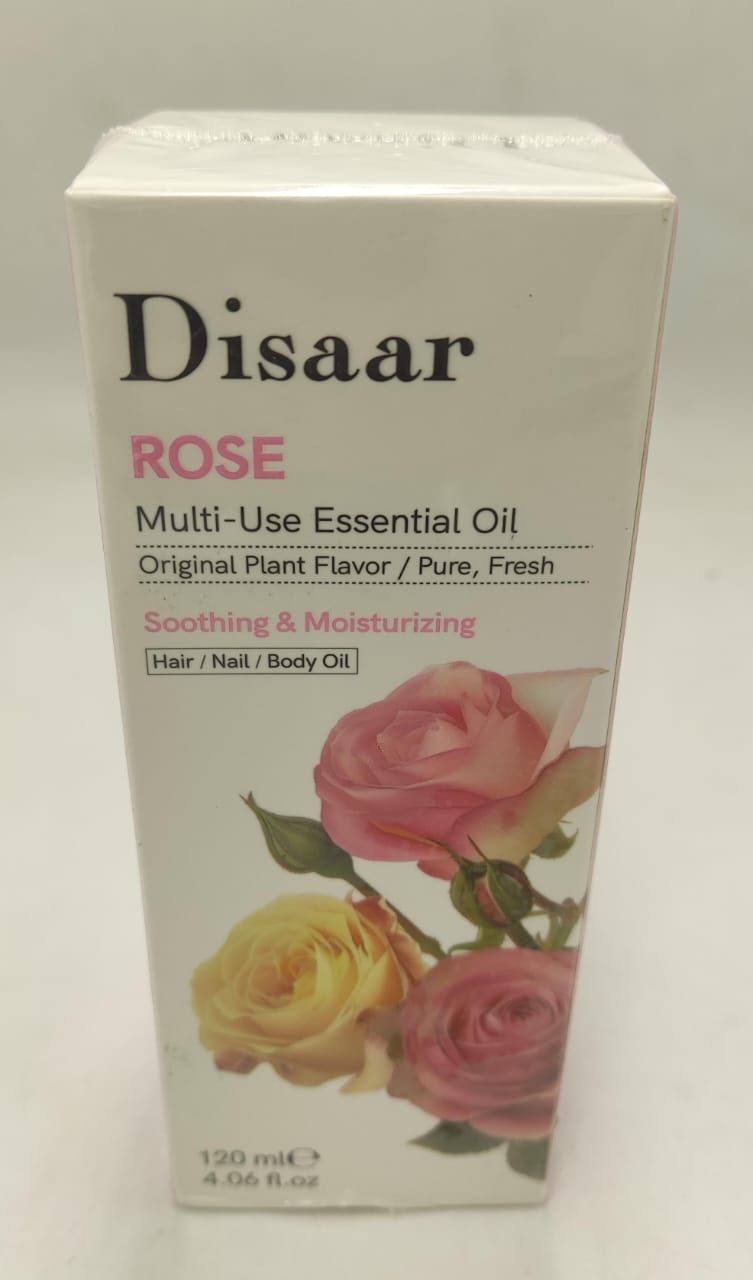 Disaar
ROSE
Multi-Use Essential Oil
Original Plant Flavor / Pure, Fresh
Soothing & Moisturizing
Hair / Nail / Body Oil
120 ml℮
4.06 fl.oz